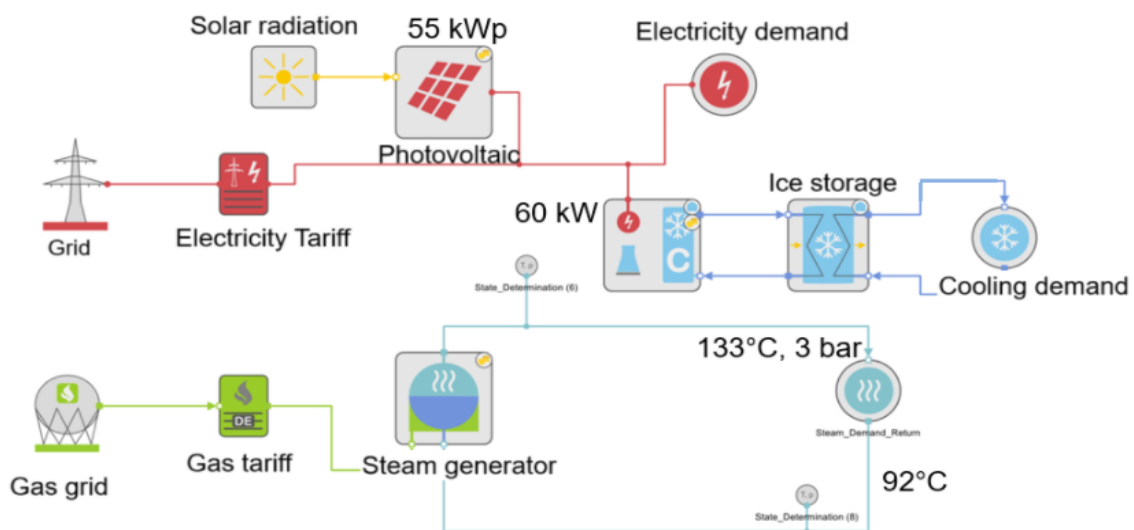 Solar radiation
55 kWp
Electricity demand
Photovoltaic
Ice storage
60 kW
Grid
Electricity Tariff
C
T, p
State_Determination (6)
Cooling demand
133°C, 3 bar
DE
Steam_Demand_Return
Gas tariff
Steam generator
Gas grid
92°C
T, p
State_Determination (8)